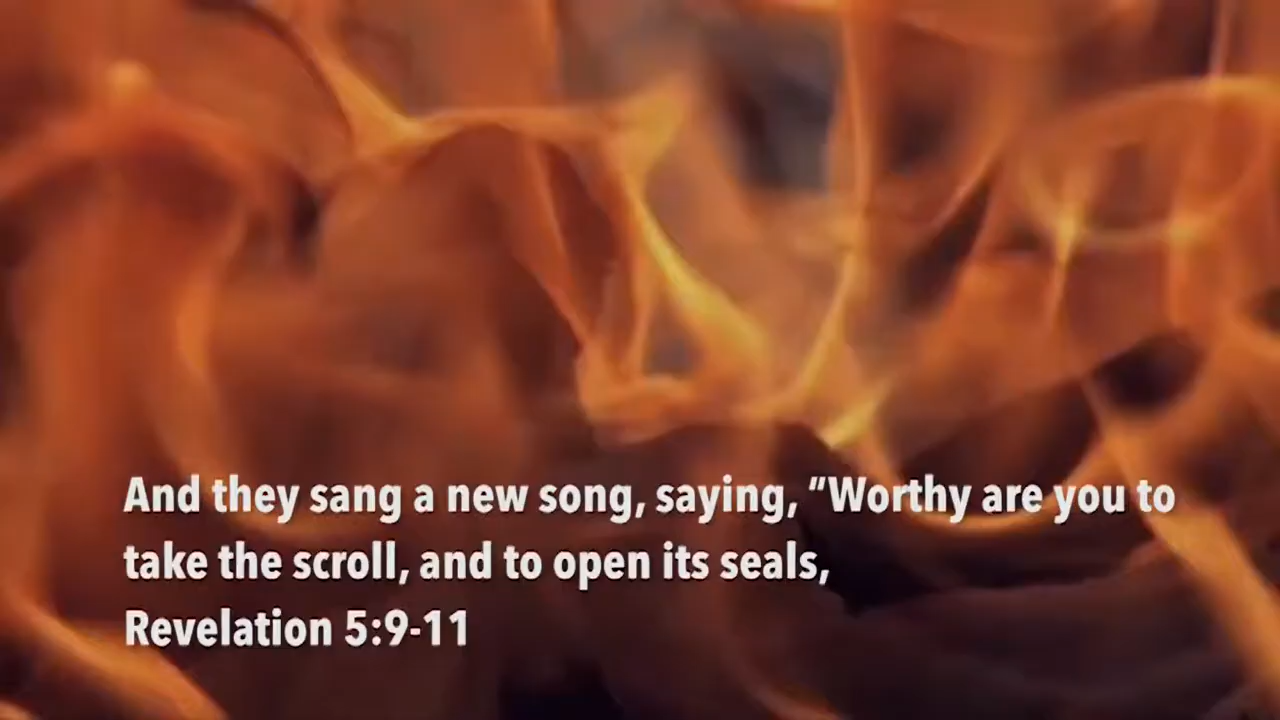 And they sang a new song, saying, "Worthy are you to
take the scroll, and to open its seals,
Revelation 5:9-11